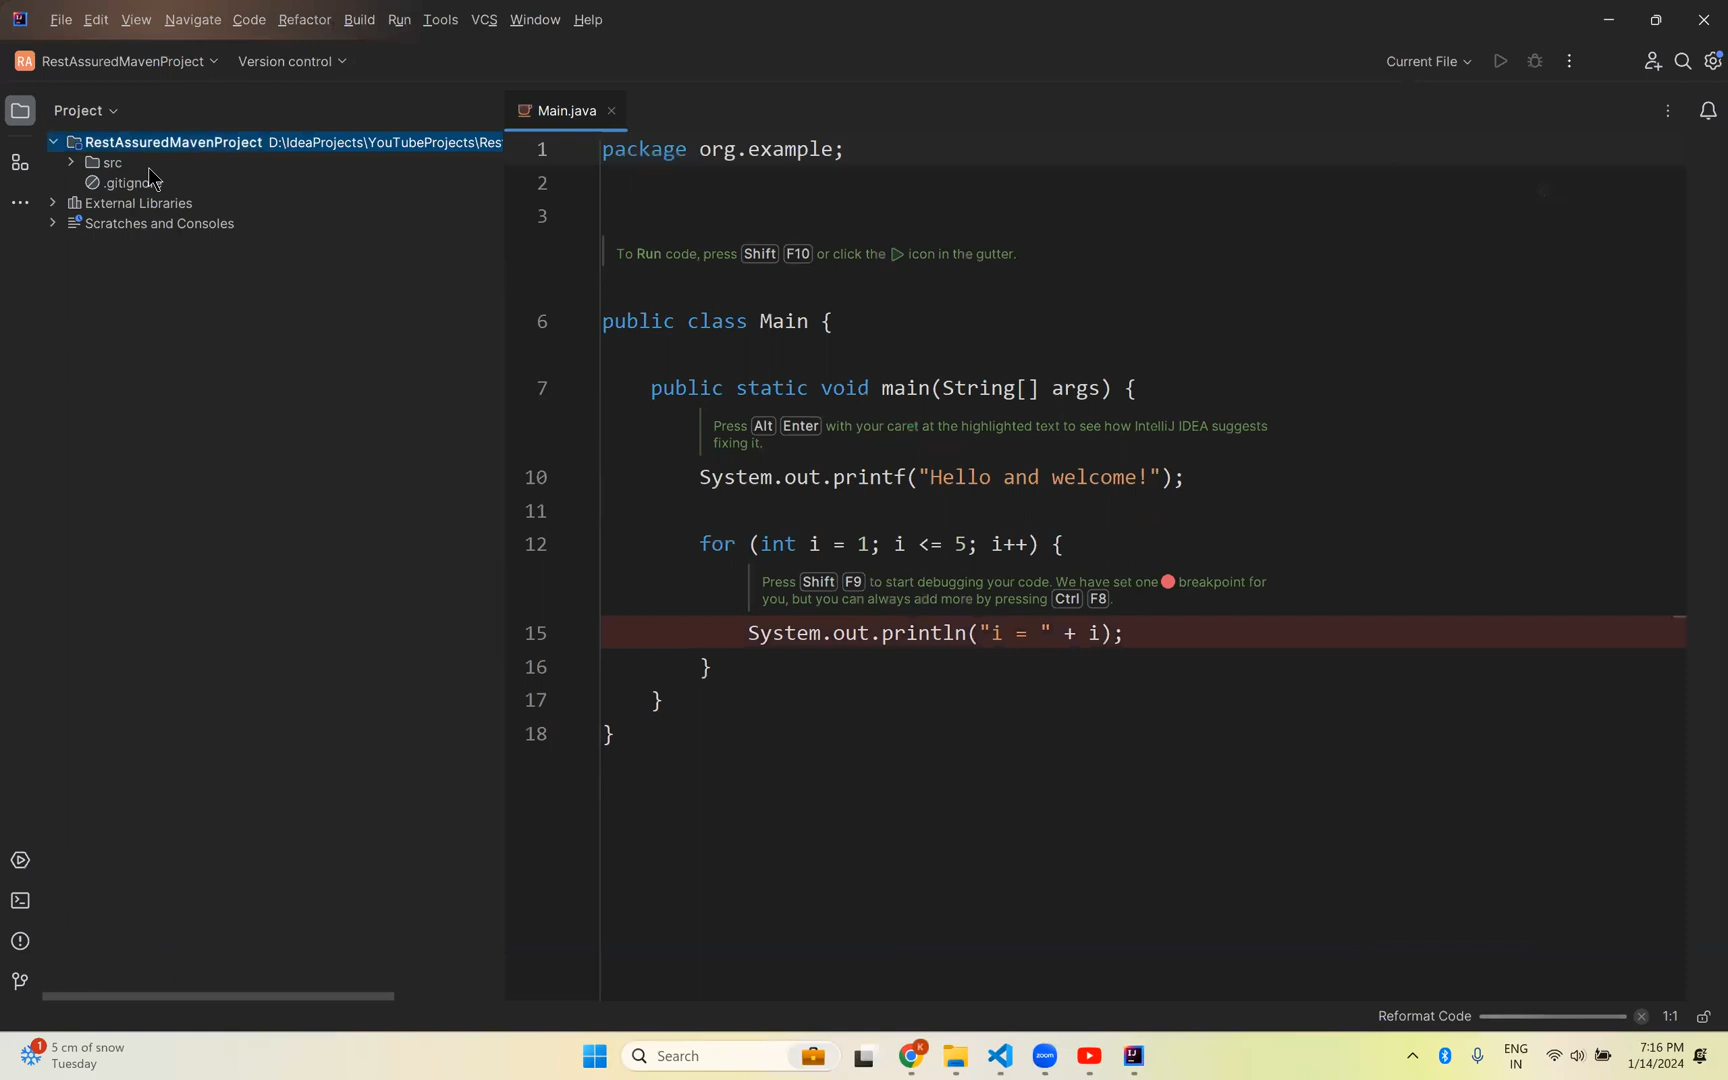 File Edit View Navigate Code Refactor Build Run Tools VCS Window Help
RA RestAssuredMavenProject Version control Current File
Project Main.java
RestAssuredMavenProject D:\IdeaProjects\YouTubeProjects\Res
src
External Libraries
Scratches and Consoles
1 package org.example;
2
3
To Run code, press Shift F10 or click the icon in the gutter.
6 public class Main {
7 public static void main(String[] args) {
Press Alt Enter with your caret at the highlighted text to see how IntelliJ IDEA suggests
fixing it.
10 System.out.printf("Hello and welcome!");
11
12 for (int i = 1; i <= 5; i++) {
Press Shift F9 to start debugging your code. We have set one breakpoint for
you, but you can always add more by pressing Ctrl F8.
15 System.out.println("i = " + i);
16 }
17 }
18 }
Reformat Code 1:1
1 5 cm of snow
Tuesday
Search
K
zoom
IJ
ENG
IN
7:16 PM
1/14/2024